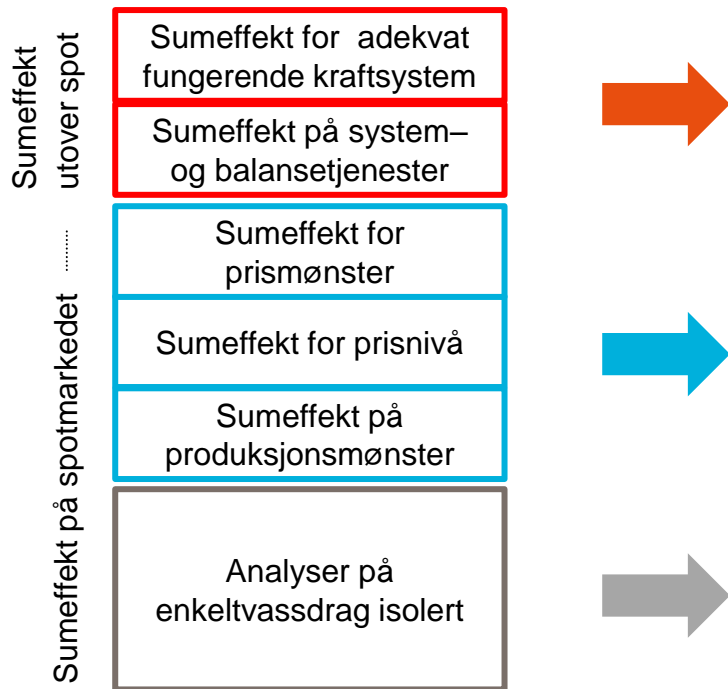 Sumeffekt
utover spot
Sumeffekt for  adekvat
fungerende kraftsystem
Sumeffekt på system–
og balansetjenester
Sumeffekt på spotmarkedet ...........
Sumeffekt for
prismønster
Sumeffekt for prisnivå
Sumeffekt på
produksjonsmønster
Analyser på
enkeltvassdrag isolert